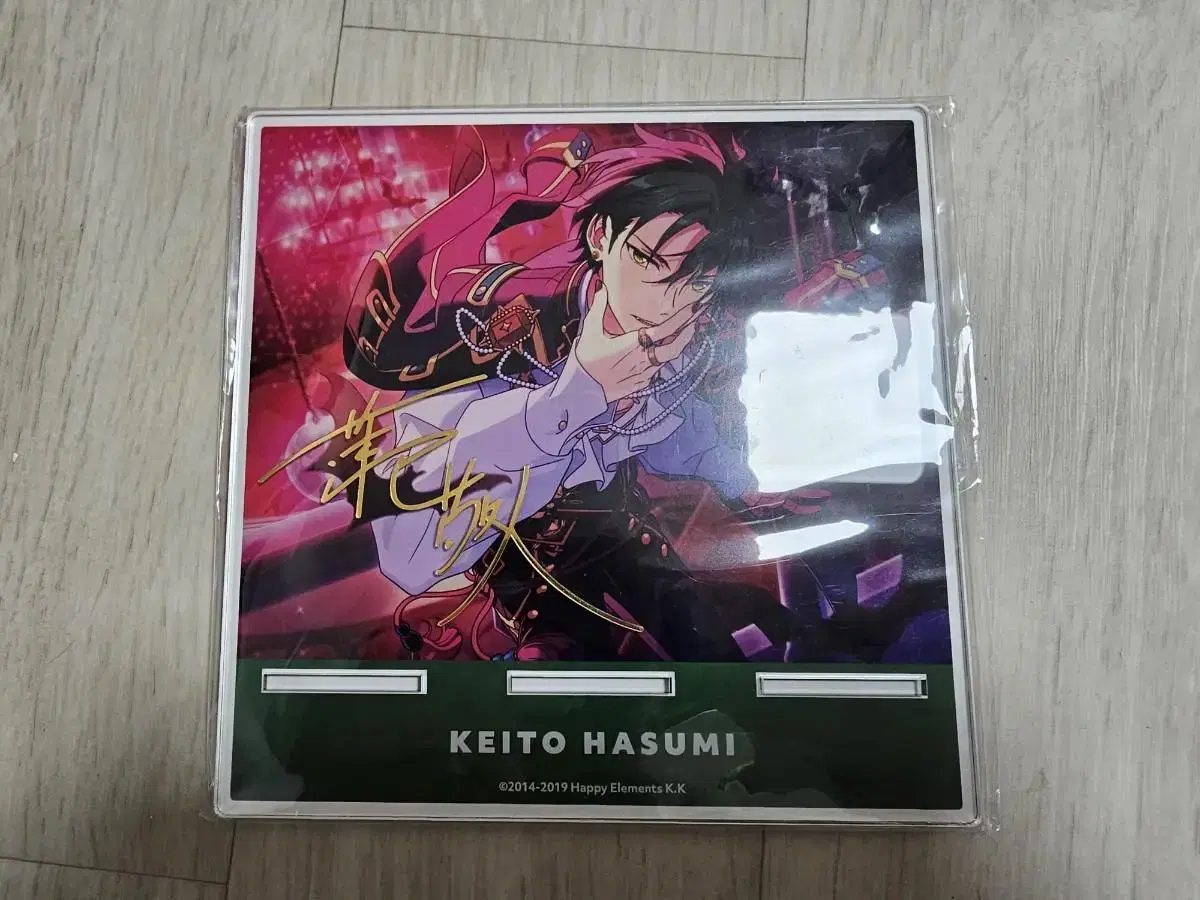 蓮巳敬人
KEITO HASUMI
©2014-2019 Happy Elements K.K